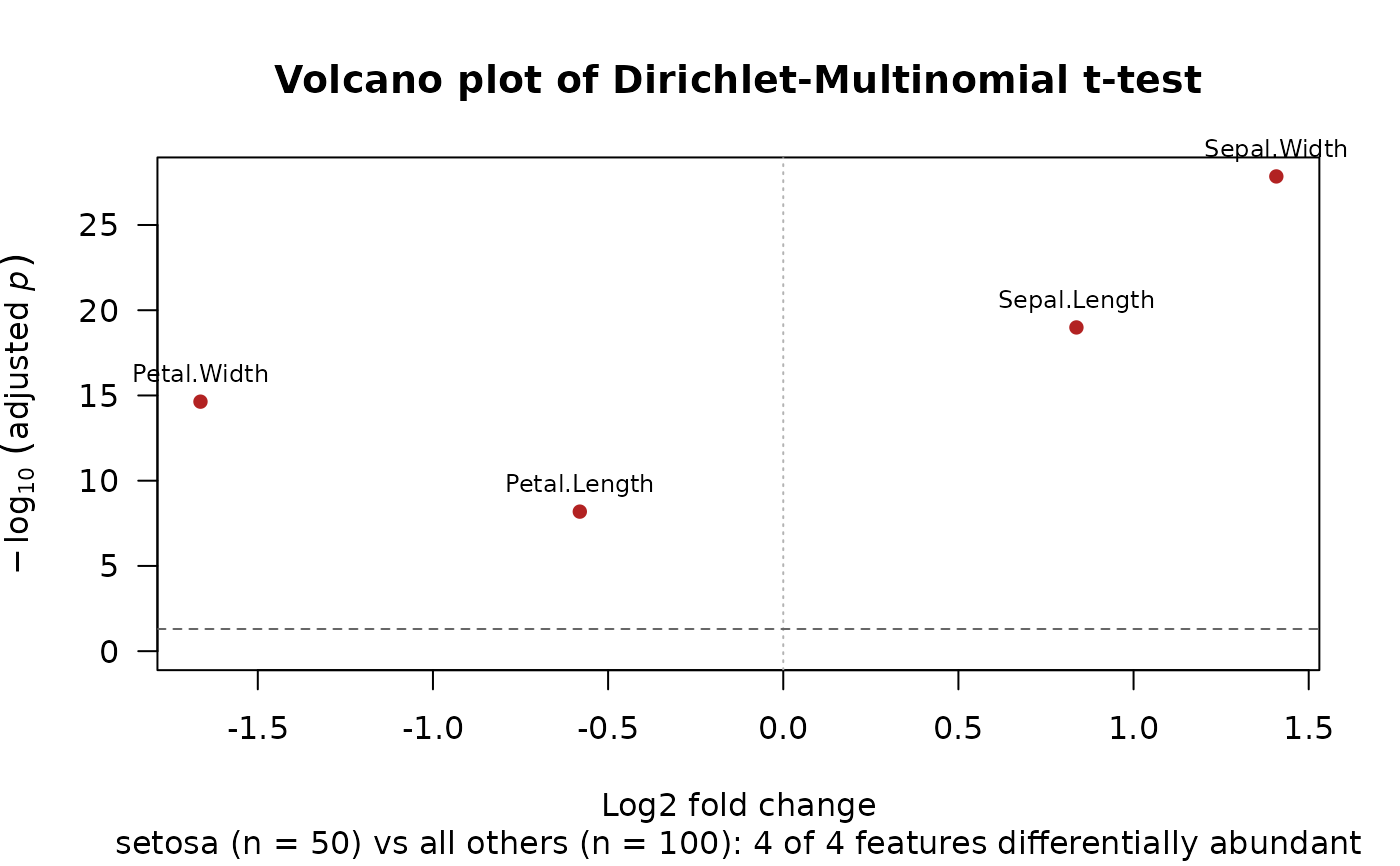 Volcano plot of Dirichlet-Multinomial t-test
Sepal.Width
25
20
Sepal.Length
Petal.Width
15
10
Petal.Length
5
0
−log₁₀ (adjusted p)
-1.5 -1.0 -0.5 0.0 0.5 1.0 1.5
Log2 fold change
setosa (n = 50) vs all others (n = 100): 4 of 4 features differentially abundant